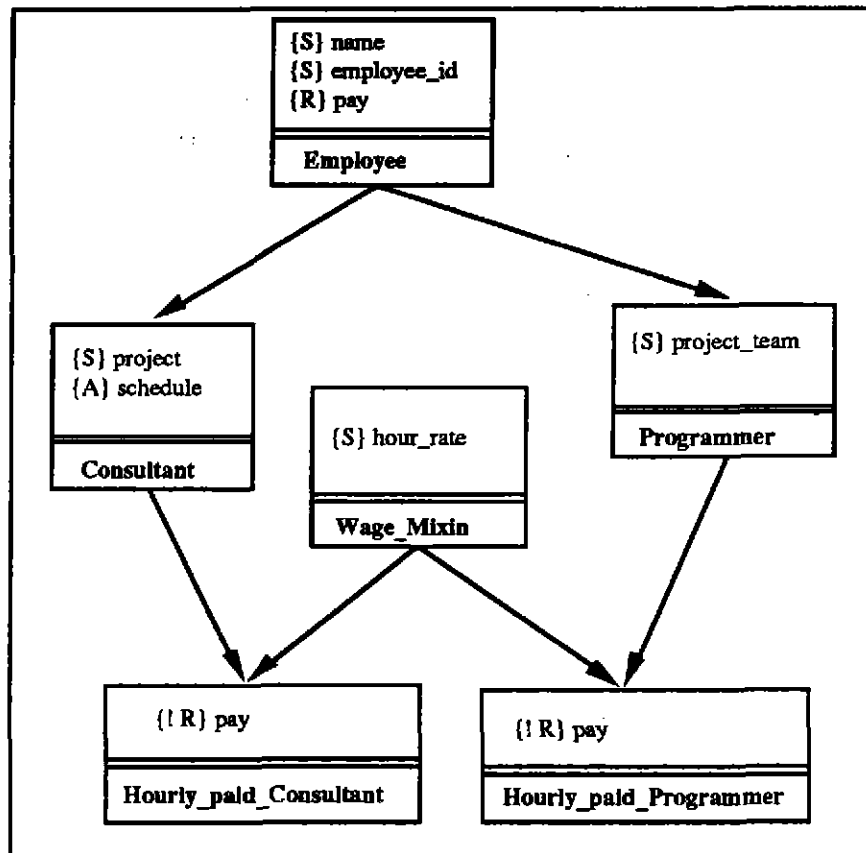 {S} name
{S} employee_id
{R} pay
Employee
{S} project
{A} schedule
Consultant
{S} hour_rate
Wage_Mixin
{S} project_team
Programmer
{! R} pay
Hourly_paid_Consultant
{! R} pay
Hourly_paid_Programmer